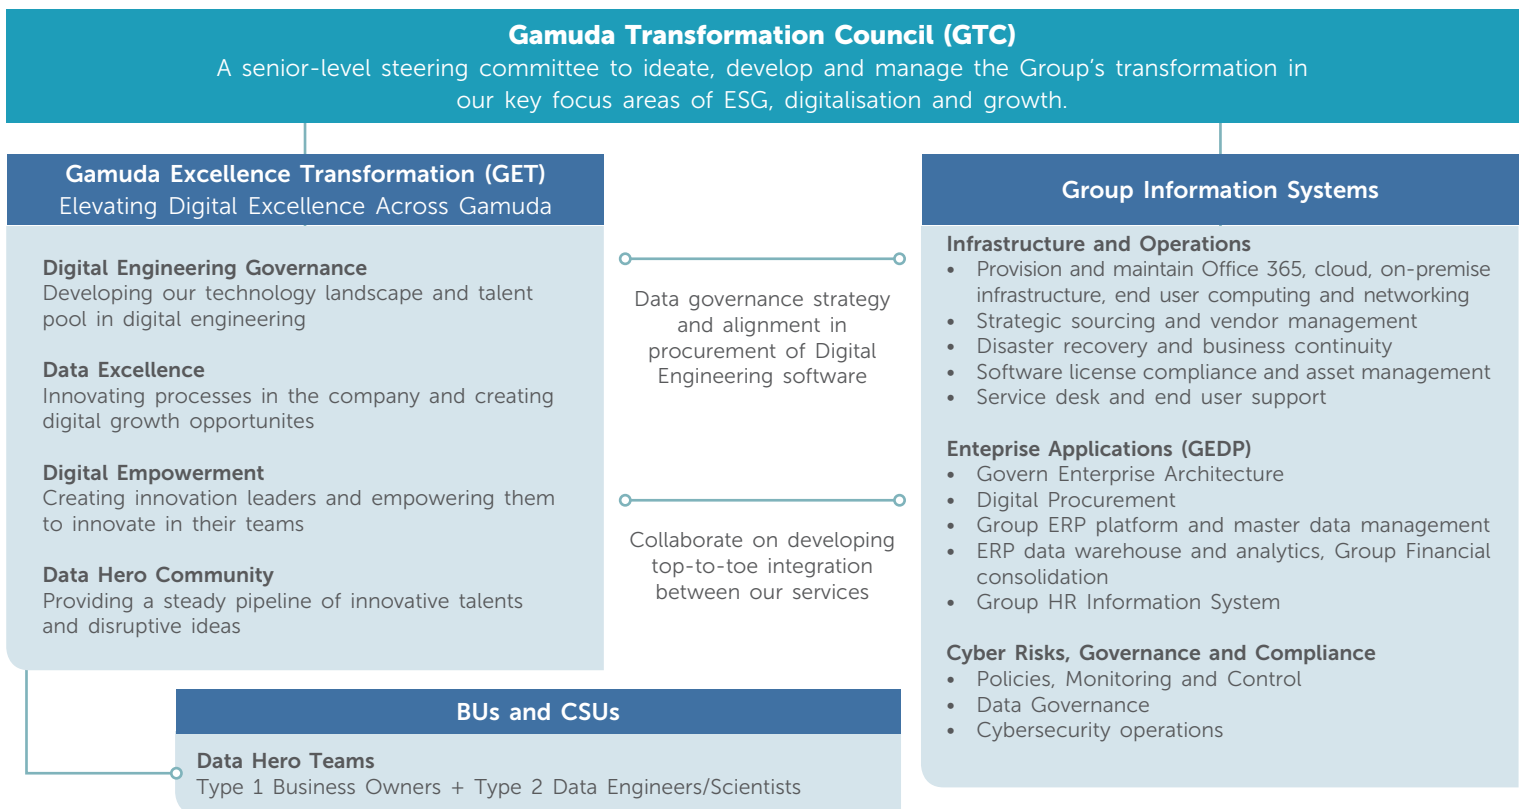 Gamuda Transformation Council (GTC)
A senior-level steering committee to ideate, develop and manage the Group's transformation in
our key focus areas of ESG, digitalisation and growth.
Gamuda Excellence Transformation (GET)
Elevating Digital Excellence Across Gamuda
Digital Engineering Governance
Developing our technology landscape and talent
pool in digital engineering
Data Excellence
Innovating processes in the company and creating
digital growth opportunites
Digital Empowerment
Creating innovation leaders and empowering them
to innovate in their teams
Data Hero Community
Providing a steady pipeline of innovative talents
and disruptive ideas
Data governance strategy
and alignment in
procurement of Digital
Engineering software
Collaborate on developing
top-to-toe integration
between our services
Group Information Systems
Infrastructure and Operations
• Provision and maintain Office 365, cloud, on-premise
infrastructure, end user computing and networking
• Strategic sourcing and vendor management
• Disaster recovery and business continuity
• Software license compliance and asset management
• Service desk and end user support
Enteprise Applications (GEDP)
• Govern Enterprise Architecture
• Digital Procurement
• Group ERP platform and master data management
• ERP data warehouse and analytics, Group Financial
consolidation
• Group HR Information System
Cyber Risks, Governance and Compliance
• Policies, Monitoring and Control
• Data Governance
• Cybersecurity operations
BUs and CSUs
Data Hero Teams
Type 1 Business Owners + Type 2 Data Engineers/Scientists